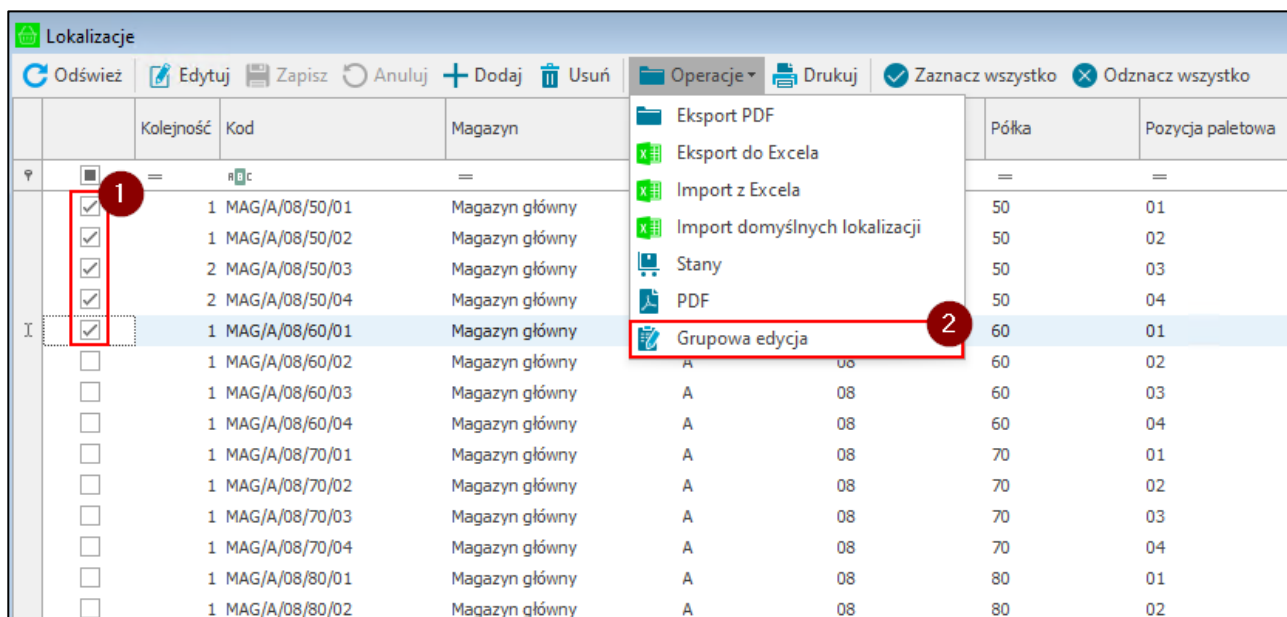 Lokalizacje
Odśwież Edytuj Zapisz Anuluj Dodaj Usuń Operacje Drukuj Zaznacz wszystko Odznacz wszystko
Kolejność Kod Magazyn Półka Pozycja paletowa
Eksport PDF
Eksport do Excela
Import z Excela
Import domyślnych lokalizacji
Stany
PDF
Grupowa edycja
1
2
= ABC = = =
1 MAG/A/08/50/01 Magazyn główny 50 01
1 MAG/A/08/50/02 Magazyn główny 50 02
2 MAG/A/08/50/03 Magazyn główny 50 03
2 MAG/A/08/50/04 Magazyn główny 50 04
1 MAG/A/08/60/01 Magazyn główny 60 01
1 MAG/A/08/60/02 Magazyn główny A 08 60 02
1 MAG/A/08/60/03 Magazyn główny A 08 60 03
1 MAG/A/08/60/04 Magazyn główny A 08 60 04
1 MAG/A/08/70/01 Magazyn główny A 08 70 01
1 MAG/A/08/70/02 Magazyn główny A 08 70 02
1 MAG/A/08/70/03 Magazyn główny A 08 70 03
1 MAG/A/08/70/04 Magazyn główny A 08 70 04
1 MAG/A/08/80/01 Magazyn główny A 08 80 01
1 MAG/A/08/80/02 Magazyn główny A 08 80 02